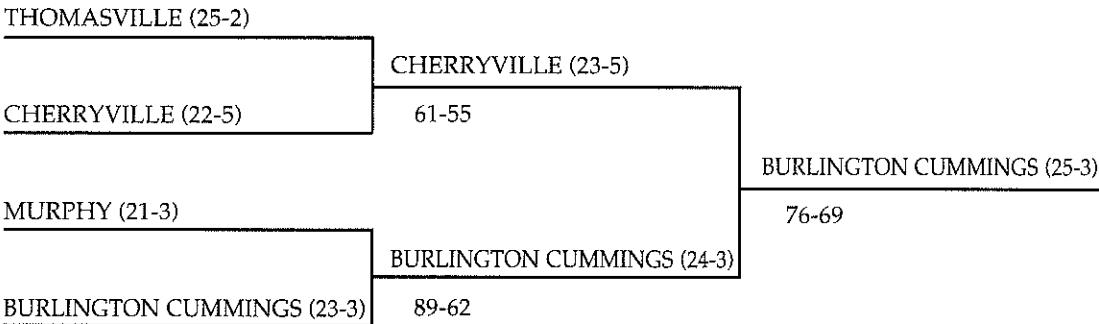 THOMASVILLE (25-2)
CHERRYVILLE (23-5)
CHERRYVILLE (22-5)
61-55
BURLINGTON CUMMINGS (25-3)
MURPHY (21-3)
76-69
BURLINGTON CUMMINGS (24-3)
BURLINGTON CUMMINGS (23-3)
89-62